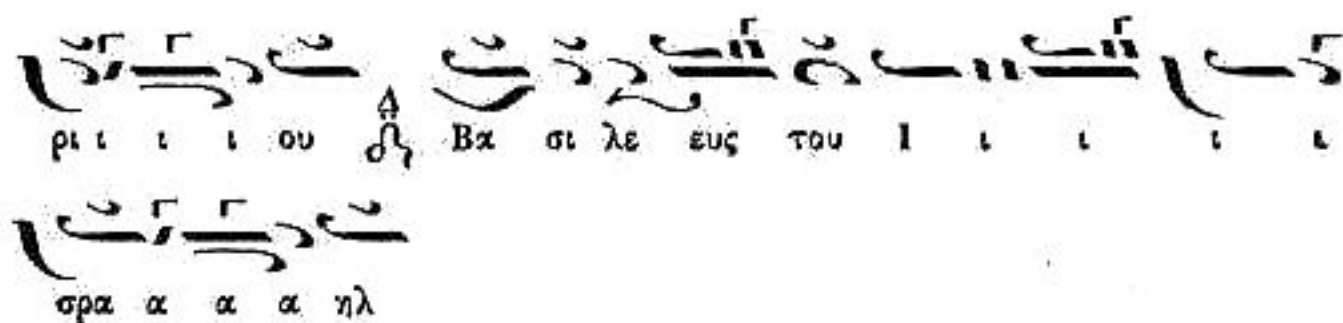 ρι ι ι ι ου Βα σι λε ευς του Ι ι ι ι ι
σρα α α α ηλ